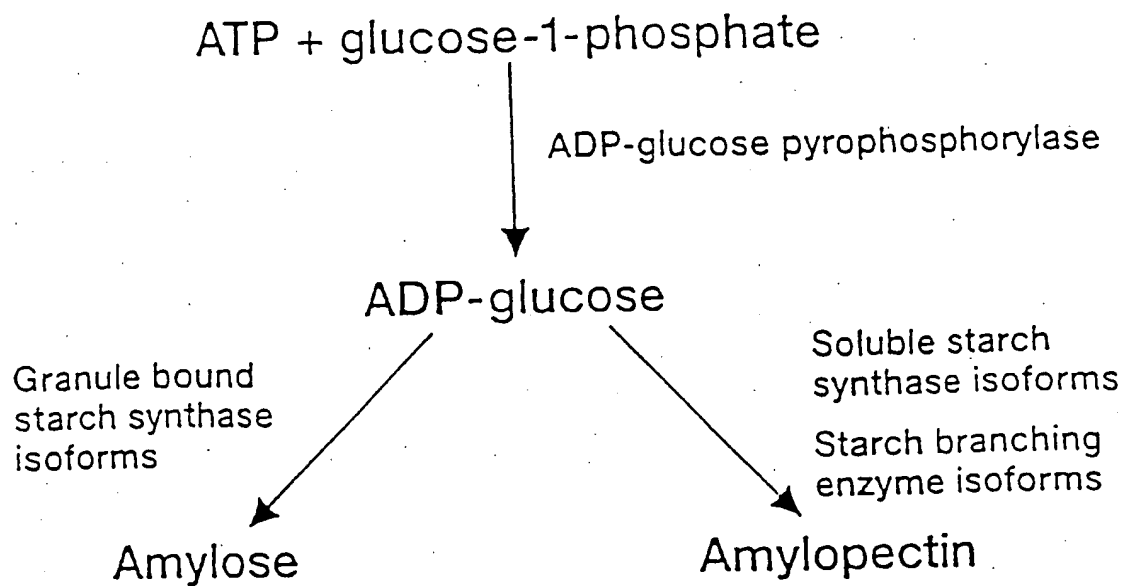 ATP + glucose-1-phosphate
ADP-glucose pyrophosphorylase
ADP-glucose
Granule bound
starch synthase
isoforms
Soluble starch
synthase isoforms
Starch branching
enzyme isoforms
Amylose
Amylopectin